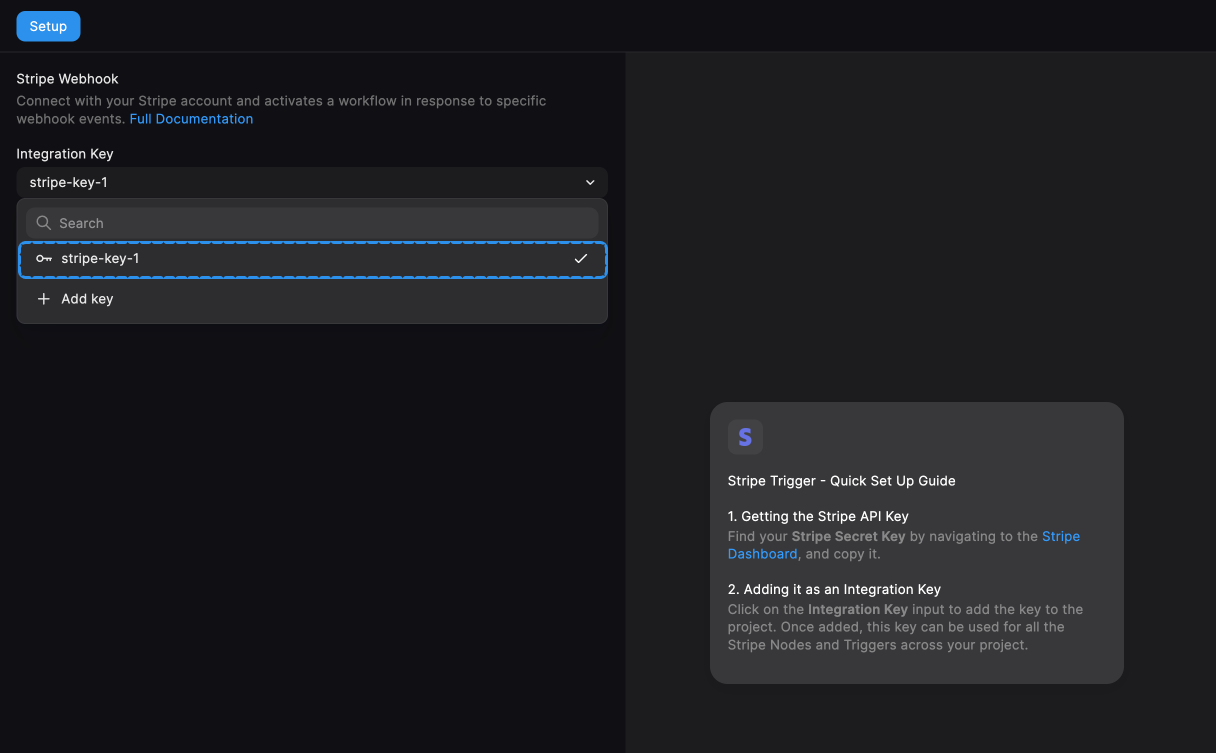 Setup
Stripe Webhook
Connect with your Stripe account and activates a workflow in response to specific
webhook events. Full Documentation
Integration Key
stripe-key-1
Search
stripe-key-1
Add key
S
Stripe Trigger - Quick Set Up Guide
1. Getting the Stripe API Key
Find your Stripe Secret Key by navigating to the Stripe
Dashboard, and copy it.
2. Adding it as an Integration Key
Click on the Integration Key input to add the key to the
project. Once added, this key can be used for all the
Stripe Nodes and Triggers across your project.